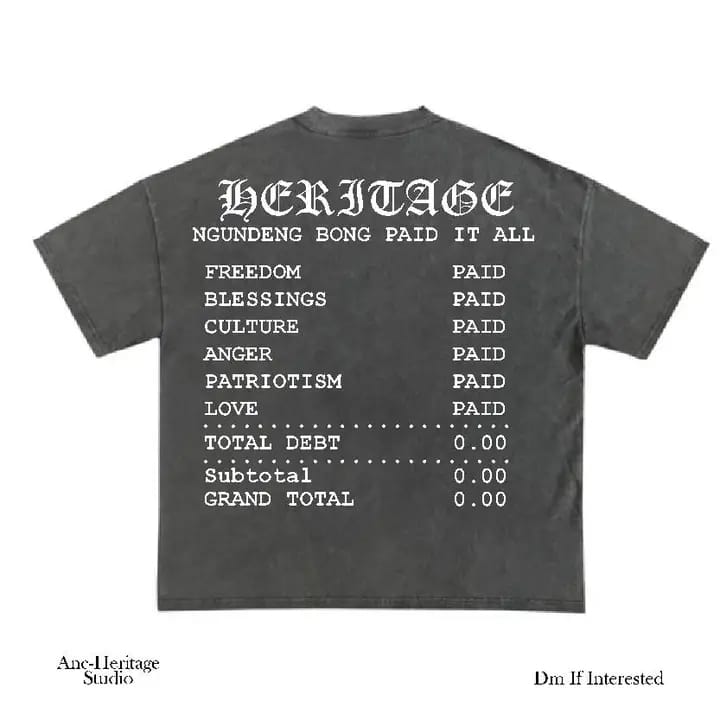 HERITAGE
NGUNDENG BONG PAID IT ALL
FREEDOM PAID
BLESSINGS PAID
CULTURE PAID
ANGER PAID
PATRIOTISM PAID
LOVE PAID
TOTAL DEBT 0.00
Subtotal 0.00
GRAND TOTAL 0.00
Anc-Heritage
Studio
Dm If Interested